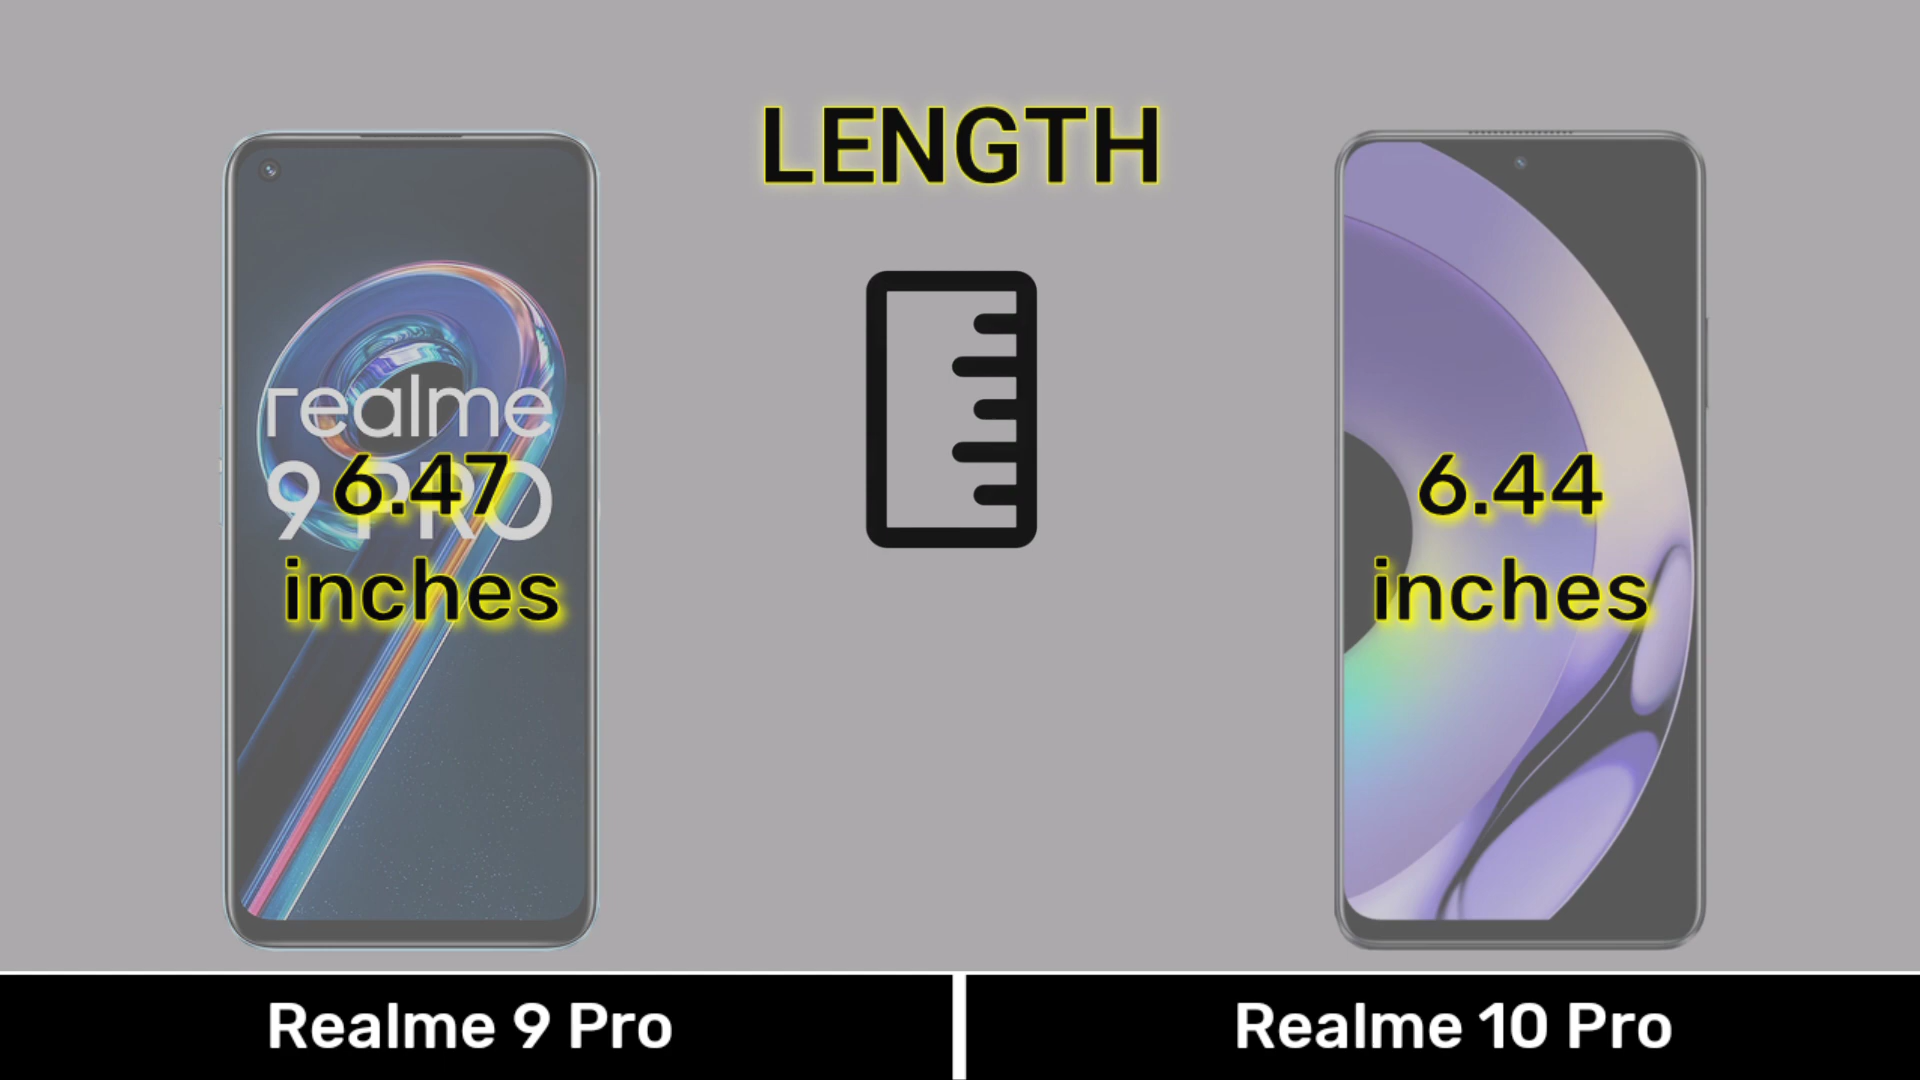 LENGTH
realme
9 PRO
6.47
inches
6.44
inches
Realme 9 Pro
Realme 10 Pro